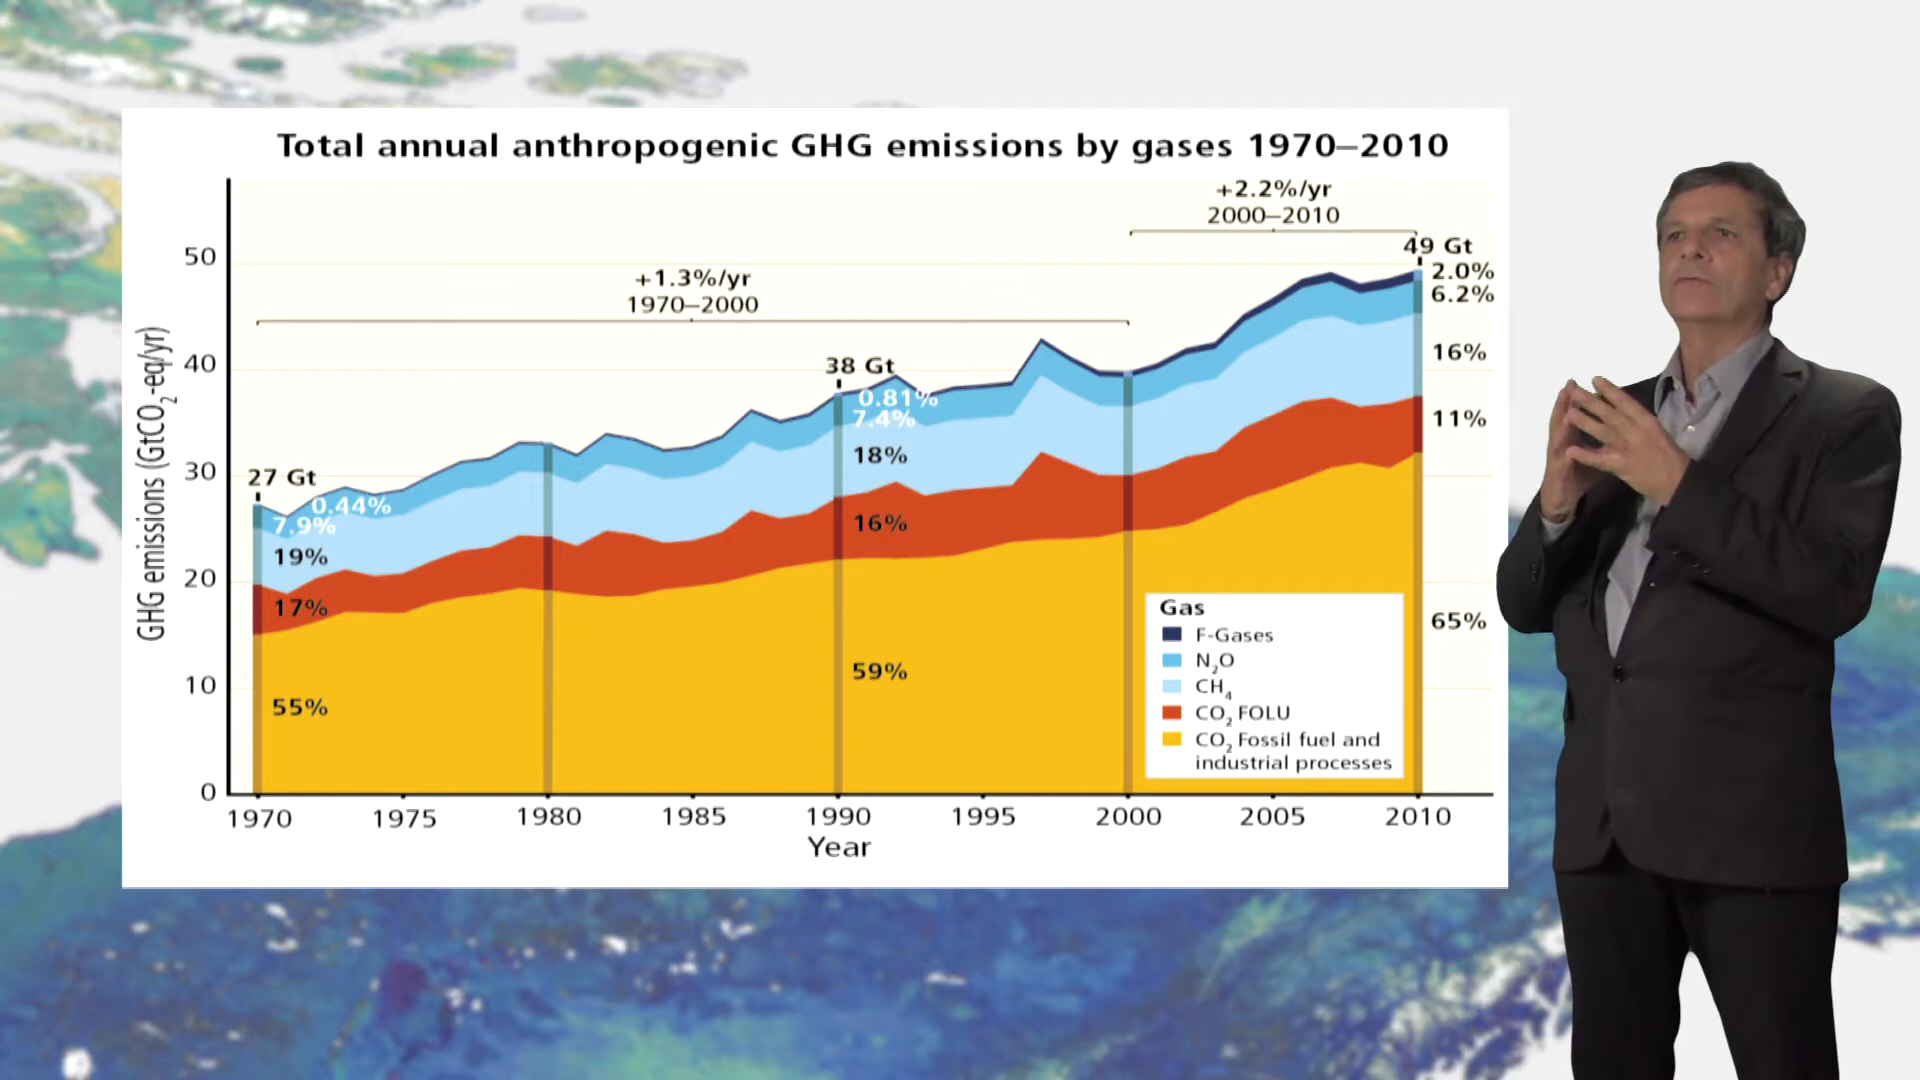 Total annual anthropogenic GHG emissions by gases 1970–2010
+2.2%/yr
2000–2010
49 Gt
2.0%
6.2%
16%
11%
65%
+1.3%/yr
1970–2000
38 Gt
0.81%
7.4%
18%
16%
59%
27 Gt
0.44%
7.9%
19%
17%
55%
GHG emissions (GtCO₂-eq/yr)
50
40
30
20
10
0
Gas
F-Gases
N₂O
CH₄
CO₂ FOLU
CO₂ Fossil fuel and
industrial processes
1970 1975 1980 1985 1990 1995 2000 2005 2010
Year